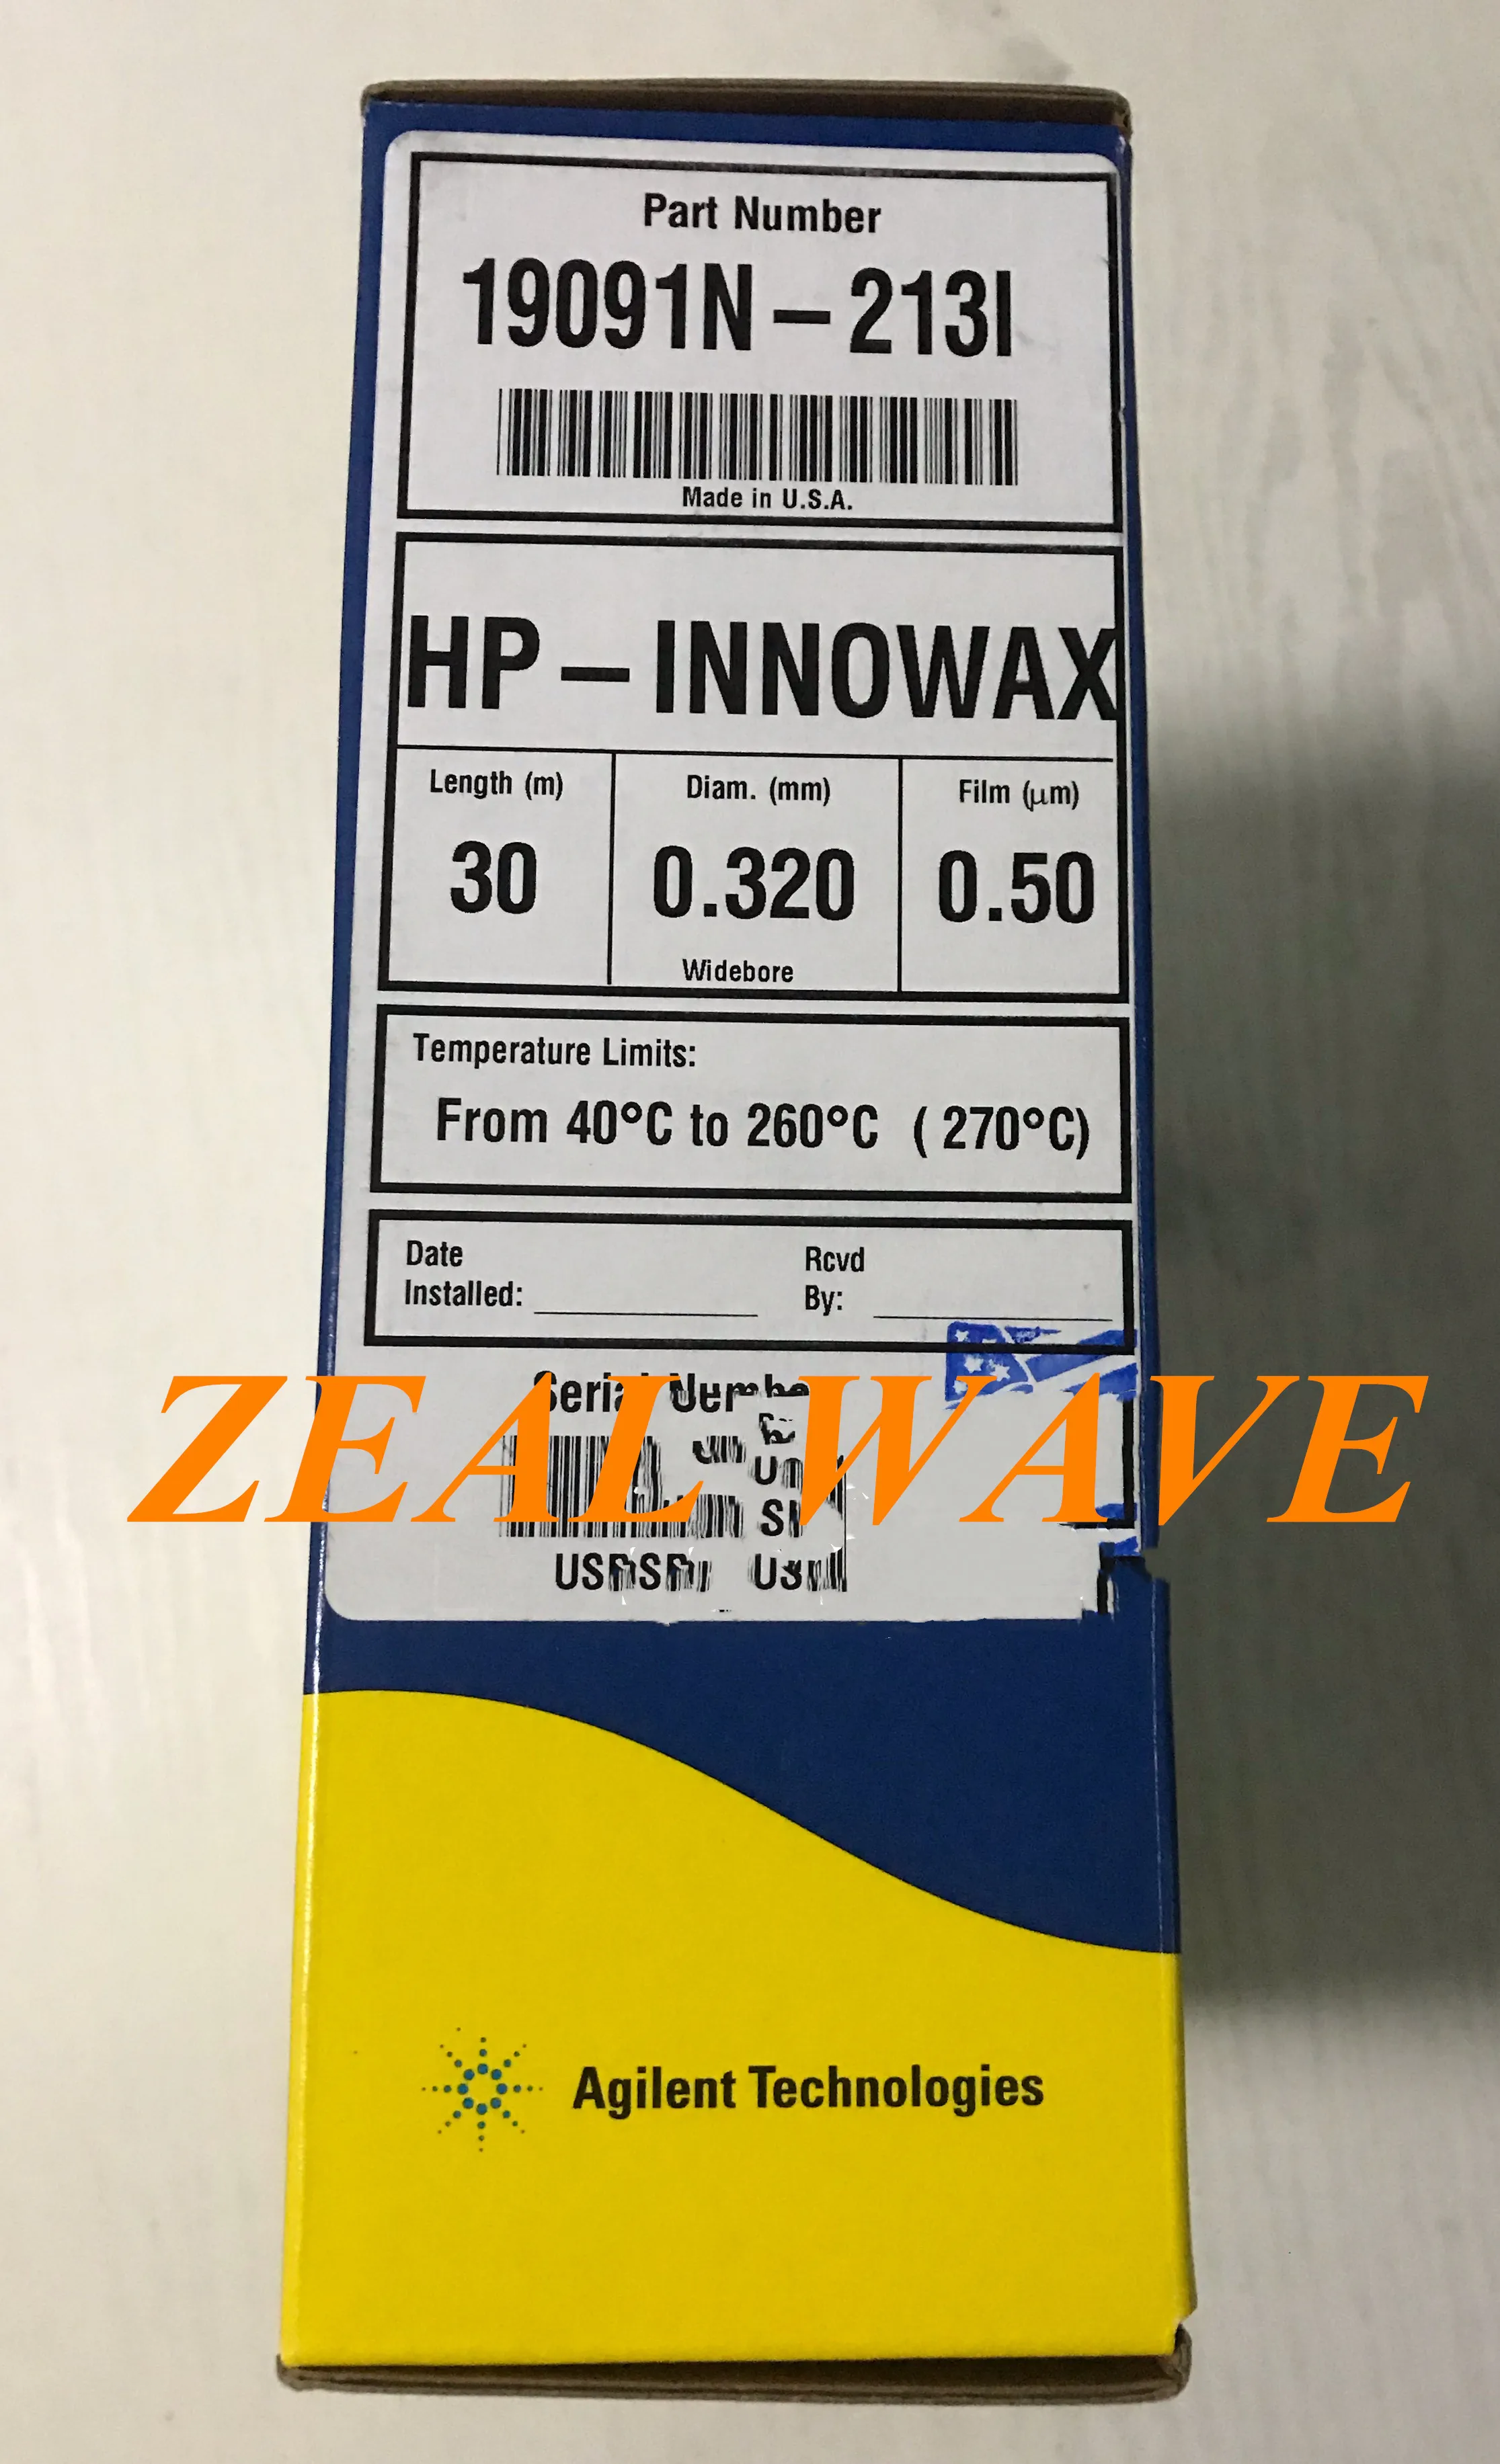 Part Number
19091N – 213I
Made in U.S.A.
HP – INNOWAX
Length (m) Diam. (mm) Film (µm)
30 0.320 0.50
Widebore
Temperature Limits:
From 40°C to 260°C (270°C)
Date Rcvd
Installed: By:
Serial
ZEAL WAVE
Agilent Technologies